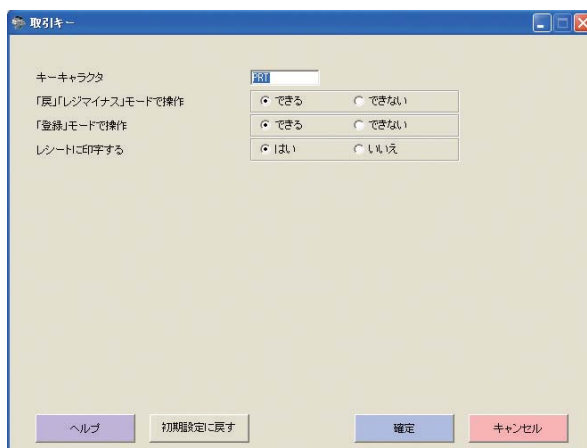 取引キー
キーキャラクタ PRT
「戻」「レジマイナス」モードで操作 できる できない
「登録」モードで操作 できる できない
レシートに印字する はい いいえ
ヘルプ 初期設定に戻す 確定 キャンセル